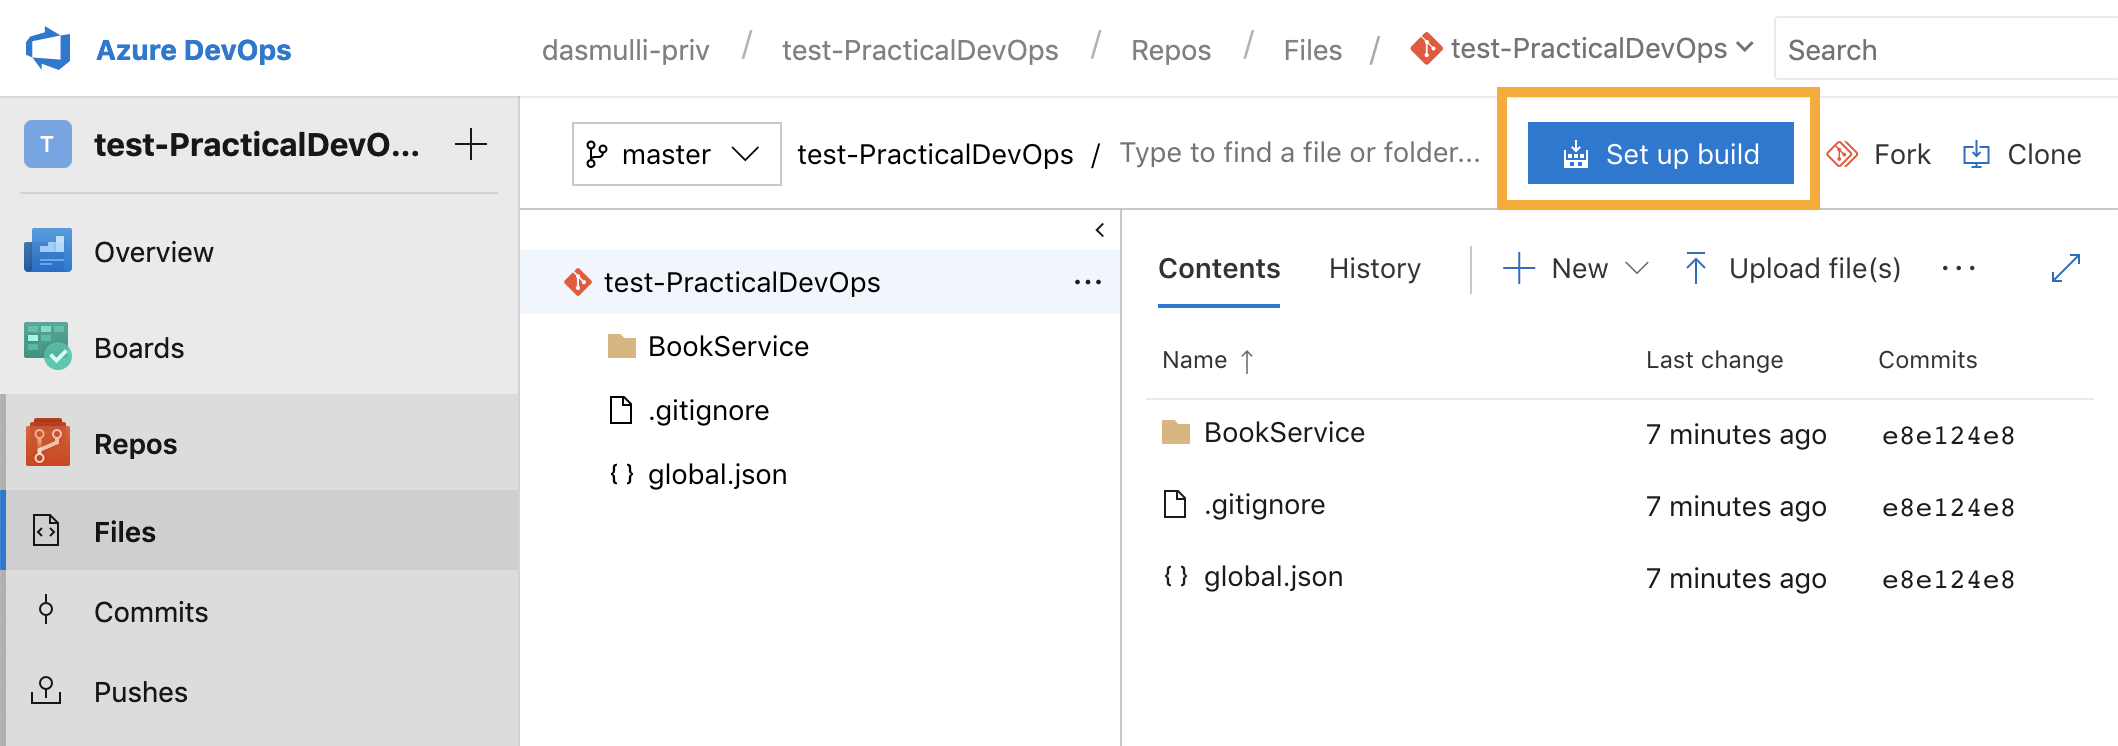 Azure DevOps
dasmulli-priv / test-PracticalDevOps / Repos / Files / test-PracticalDevOps
Search
T test-PracticalDevO...
master
test-PracticalDevOps / Type to find a file or folder...
Set up build
Fork
Clone
Overview
Boards
Repos
Files
Commits
Pushes
test-PracticalDevOps
BookService
.gitignore
global.json
Contents
History
New
Upload file(s)
Name Last change Commits
BookService 7 minutes ago e8e124e8
.gitignore 7 minutes ago e8e124e8
global.json 7 minutes ago e8e124e8